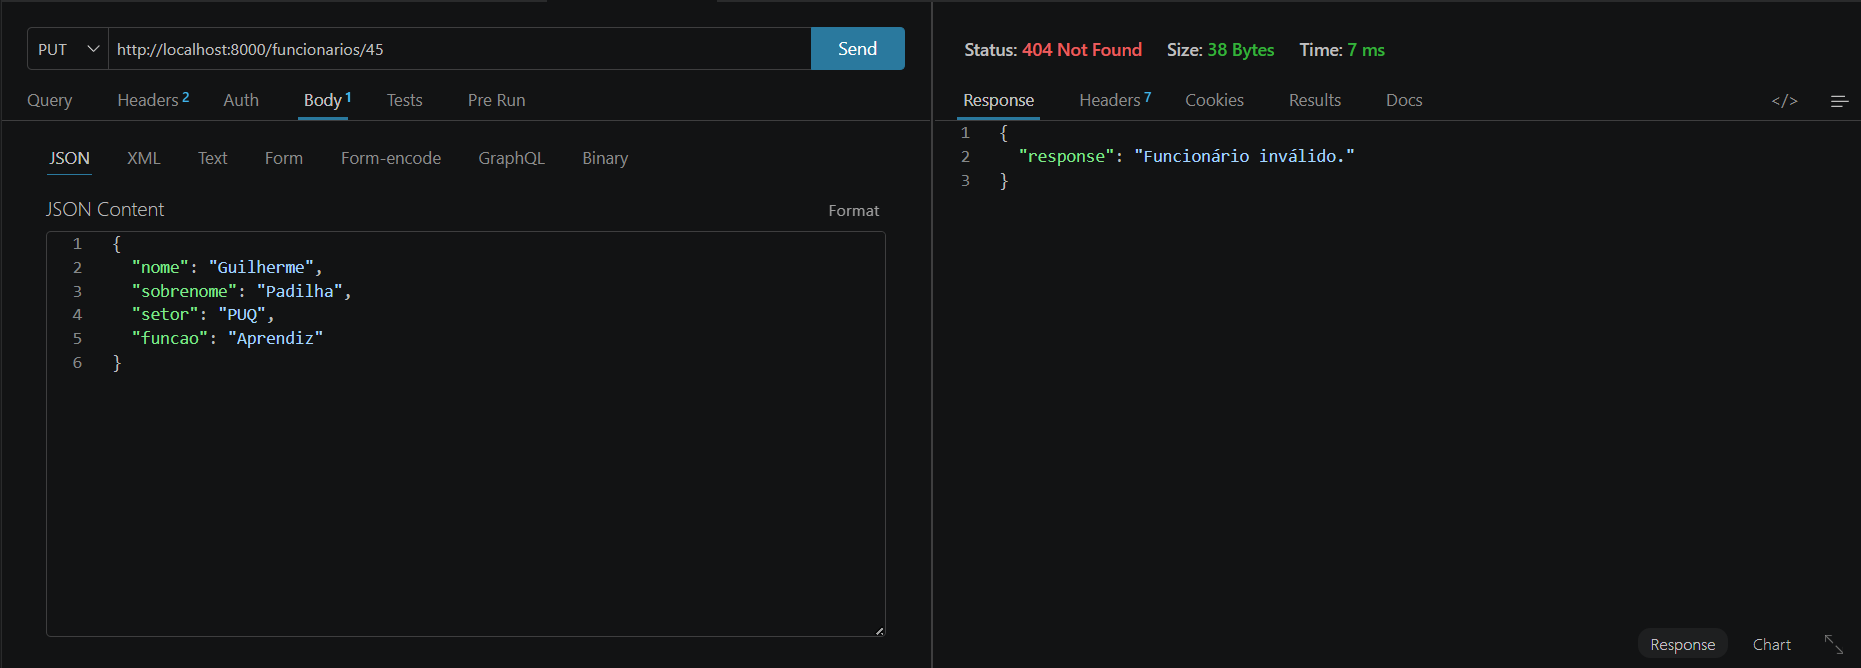 PUT http://localhost:8000/funcionarios/45 Send
Query Headers 2 Auth Body 1 Tests Pre Run
JSON XML Text Form Form-encode GraphQL Binary
JSON Content Format
1 {
2 "nome": "Guilherme",
3 "sobrenome": "Padilha",
4 "setor": "PUQ",
5 "funcao": "Aprendiz"
6 }
Status: 404 Not Found Size: 38 Bytes Time: 7 ms
Response Headers 7 Cookies Results Docs </>
1 {
2 "response": "Funcionário inválido."
3 }
Response Chart